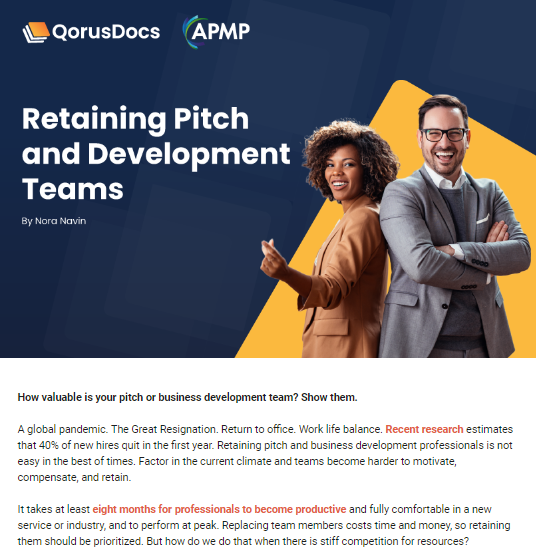 QorusDocs APMP
Retaining Pitch
and Development
Teams
By Nora Navin
How valuable is your pitch or business development team? Show them.
A global pandemic. The Great Resignation. Return to office. Work life balance. Recent research estimates
that 40% of new hires quit in the first year. Retaining pitch and business development professionals is not
easy in the best of times. Factor in the current climate and teams become harder to motivate,
compensate, and retain.
It takes at least eight months for professionals to become productive and fully comfortable in a new
service or industry, and to perform at peak. Replacing team members costs time and money, so retaining
them should be prioritized. But how do we do that when there is stiff competition for resources?